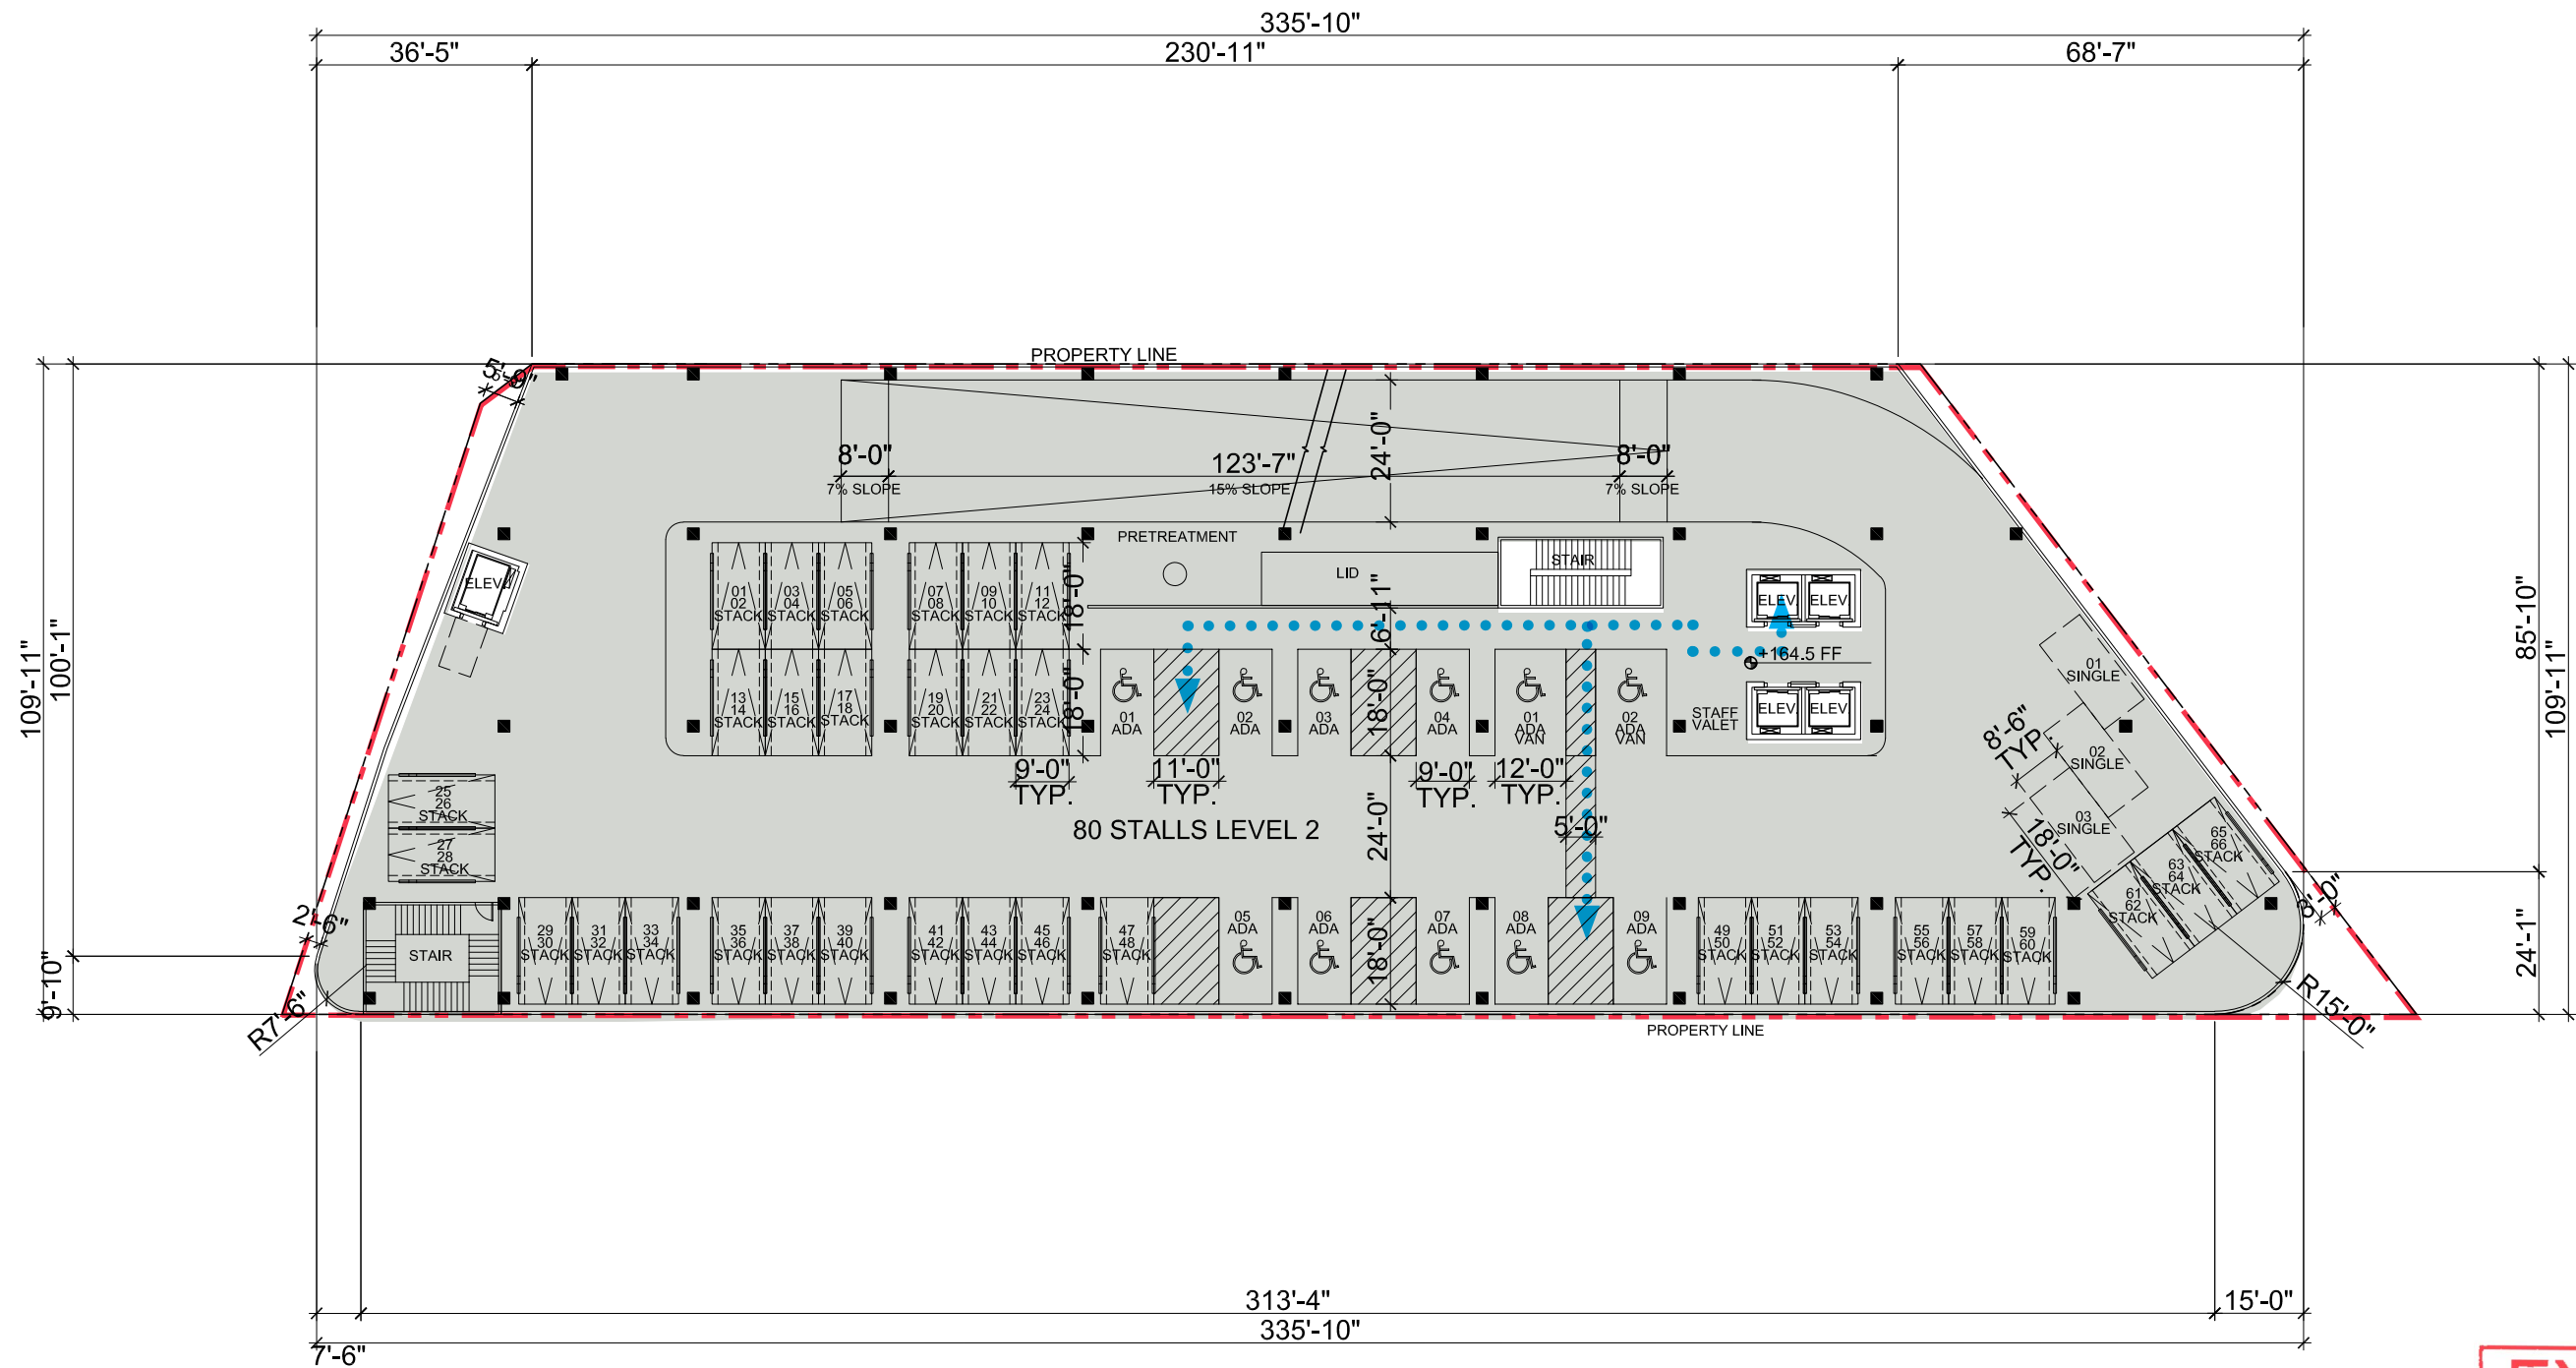 335'-10"
36'-5"
230'-11"
68'-7"
PROPERTY LINE
5'-9"
109'-11"
100'-1"
9'-10"
85'-10"
109'-11"
24'-1"
24'-0"
8'-0"
123'-7"
8'-0"
7% SLOPE
15% SLOPE
7% SLOPE
PRETREATMENT
LID
STAIR
ELEV.
ELEV.
ELEV.
01
02
STACK
03
04
STACK
05
06
STACK
07
08
STACK
09
10
STACK
11
12
STACK
18'-0"
6'-11"
13
14
STACK
15
16
STACK
17
18
STACK
19
20
STACK
21
22
STACK
23
24
STACK
18'-0"
01
ADA
02
ADA
03
ADA
18'-0"
04
ADA
01
ADA
VAN
02
ADA
VAN
+164.5 FF
STAFF
VALET
ELEV.
ELEV.
01
SINGLE
02
SINGLE
03
SINGLE
8'-6"
TYP.
18'-0"
TYP.
9'-0"
TYP.
11'-0"
TYP.
9'-0"
TYP.
12'-0"
TYP.
5'-0"
24'-0"
80 STALLS LEVEL 2
25
26
STACK
27
28
STACK
2'-6"
STAIR
29
30
STACK
31
32
STACK
33
34
STACK
35
36
STACK
37
38
STACK
39
40
STACK
41
42
STACK
43
44
STACK
45
46
STACK
47
48
STACK
05
ADA
06
ADA
18'-0"
07
ADA
08
ADA
09
ADA
49
50
STACK
51
52
STACK
53
54
STACK
55
56
STACK
57
58
STACK
59
60
STACK
61
62
STACK
63
64
STACK
65
66
STACK
R7'-6"
R15'-0"
PROPERTY LINE
313'-4"
15'-0"
335'-10"
7'-6"